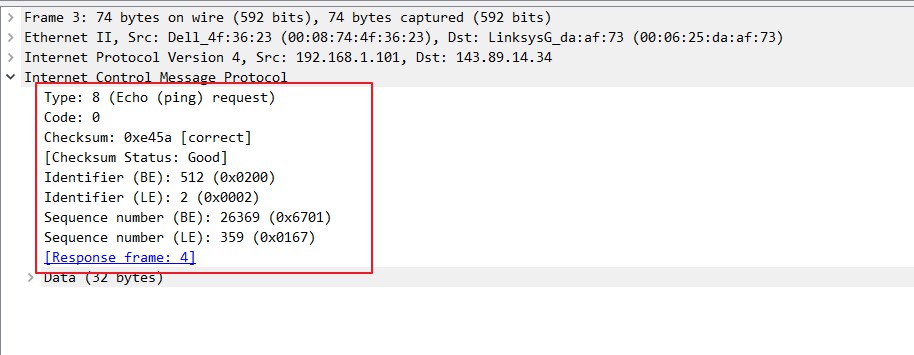 Frame 3: 74 bytes on wire (592 bits), 74 bytes captured (592 bits)
Ethernet II, Src: Dell_4f:36:23 (00:08:74:4f:36:23), Dst: LinksysG_da:af:73 (00:06:25:da:af:73)
Internet Protocol Version 4, Src: 192.168.1.101, Dst: 143.89.14.34
Internet Control Message Protocol
Type: 8 (Echo (ping) request)
Code: 0
Checksum: 0xe45a [correct]
[Checksum Status: Good]
Identifier (BE): 512 (0x0200)
Identifier (LE): 2 (0x0002)
Sequence number (BE): 26369 (0x6701)
Sequence number (LE): 359 (0x0167)
[Response frame: 4]
Data (32 bytes)